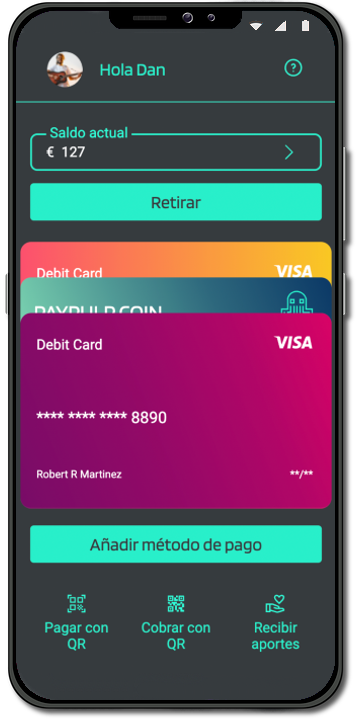 Hola Dan
Saldo actual
€ 127
Retirar
Debit Card VISA
PAYPULP COIN
Debit Card VISA
**** **** **** 8890
Robert R Martinez **/**
Añadir método de pago
Pagar con QR
Cobrar con QR
Recibir aportes